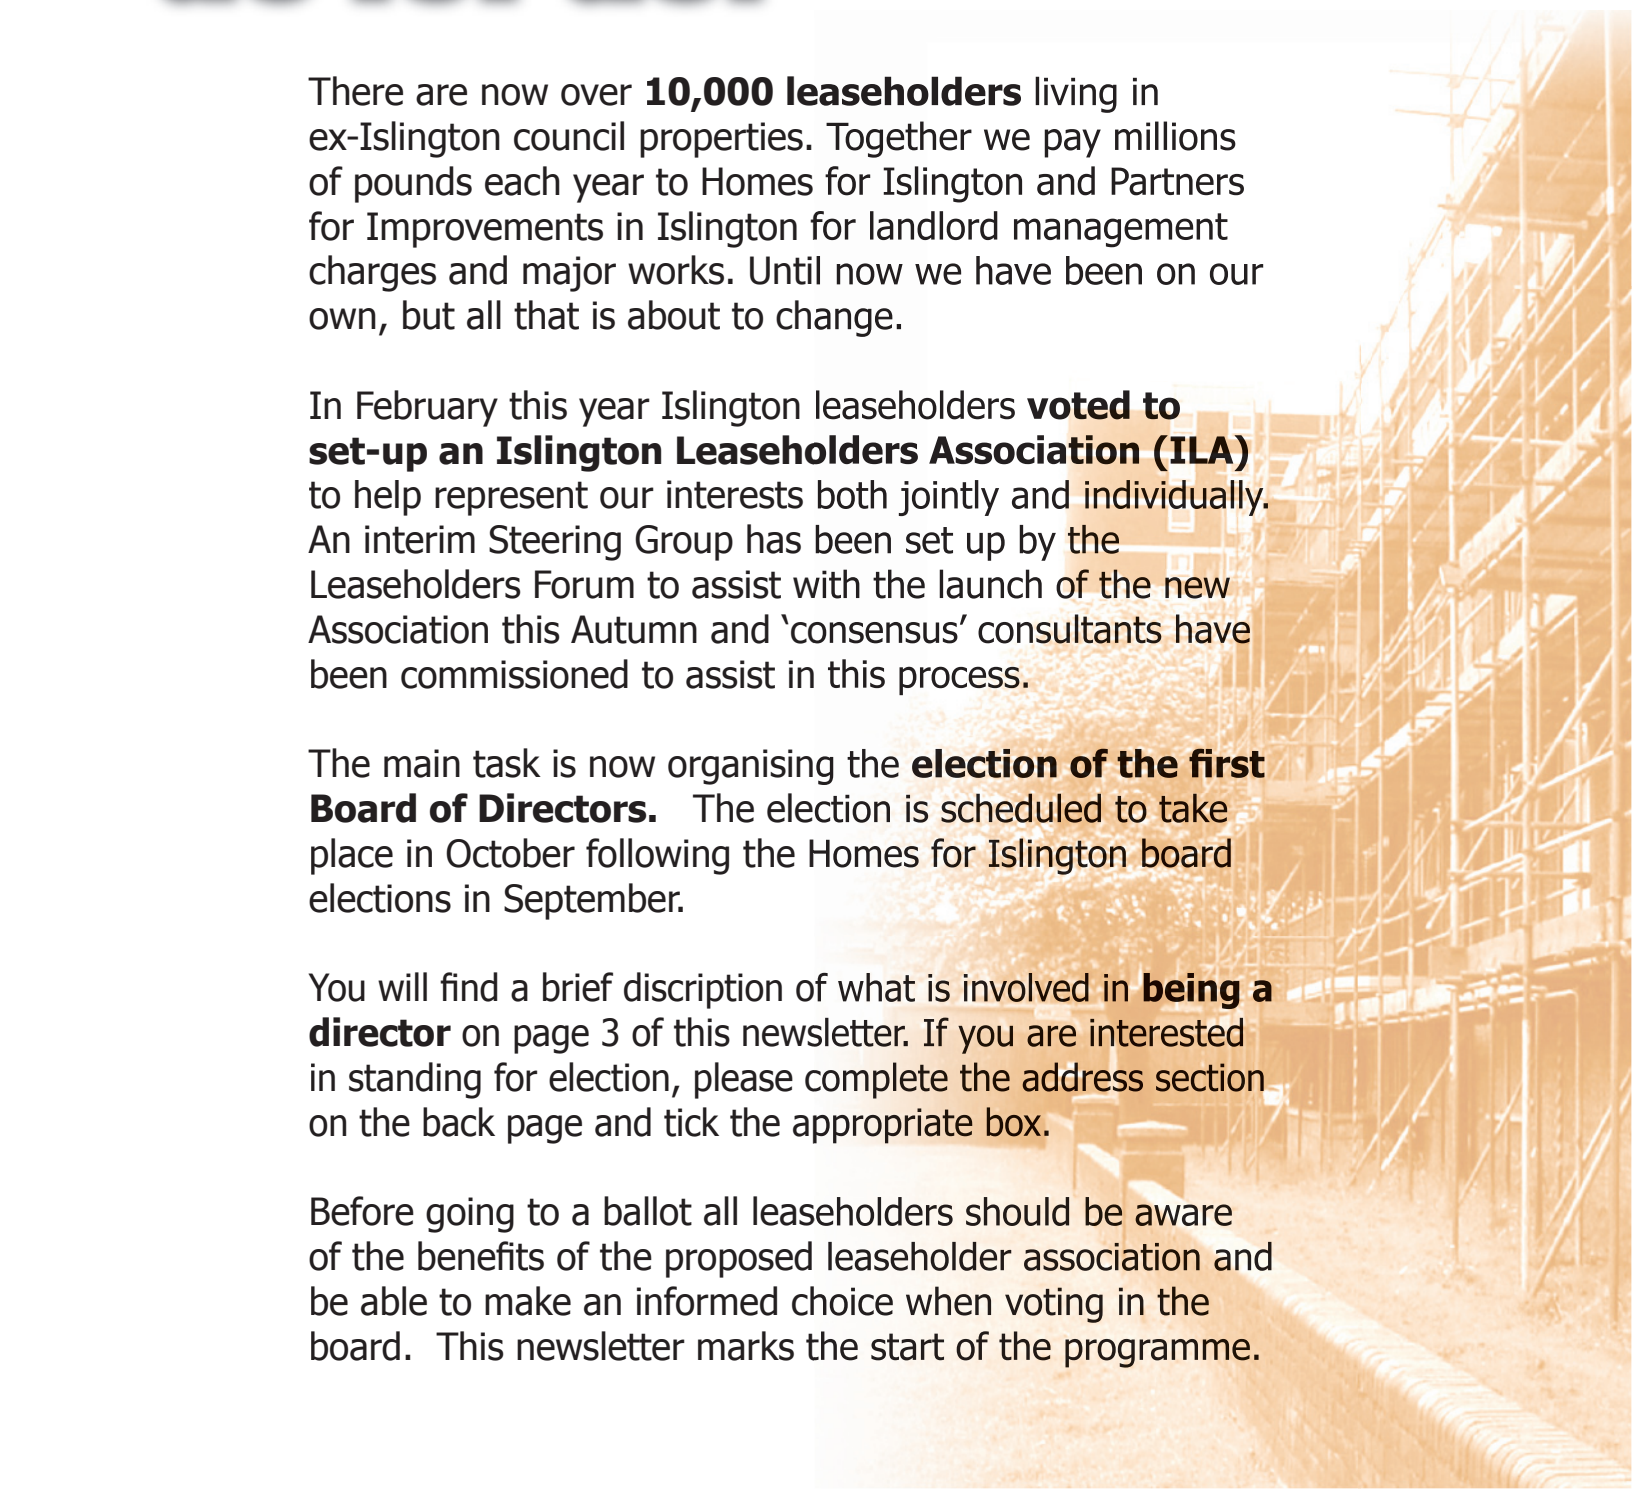 There are now over 10,000 leaseholders living in
ex-Islington council properties. Together we pay millions
of pounds each year to Homes for Islington and Partners
for Improvements in Islington for landlord management
charges and major works. Until now we have been on our
own, but all that is about to change.
In February this year Islington leaseholders voted to
set-up an Islington Leaseholders Association (ILA)
to help represent our interests both jointly and individually.
An interim Steering Group has been set up by the
Leaseholders Forum to assist with the launch of the new
Association this Autumn and ‘consensus’ consultants have
been commissioned to assist in this process.
The main task is now organising the election of the first
Board of Directors. The election is scheduled to take
place in October following the Homes for Islington board
elections in September.
You will find a brief discription of what is involved in being a
director on page 3 of this newsletter. If you are interested
in standing for election, please complete the address section
on the back page and tick the appropriate box.
Before going to a ballot all leaseholders should be aware
of the benefits of the proposed leaseholder association and
be able to make an informed choice when voting in the
board. This newsletter marks the start of the programme.